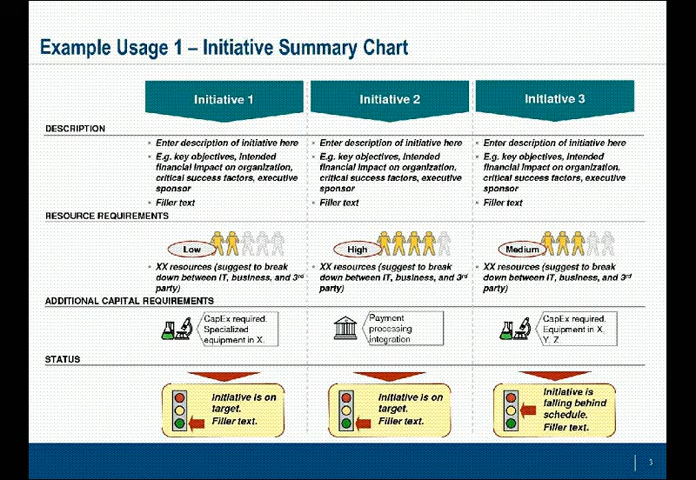 Example Usage 1 – Initiative Summary Chart
Initiative 1
Initiative 2
Initiative 3
DESCRIPTION
Enter description of initiative here
E.g. key objectives, intended
financial impact on organization,
critical success factors, executive
sponsor
Filler text
Enter description of initiative here
E.g. key objectives, intended
financial impact on organization,
critical success factors, executive
sponsor
Filler text
Enter description of initiative here
E.g. key objectives, intended
financial impact on organization,
critical success factors, executive
sponsor
Filler text
RESOURCE REQUIREMENTS
Low
High
Medium
XX resources (suggest to break
down between IT, business, and 3rd
party)
XX resources (suggest to break
down between IT, business, and 3rd
party)
XX resources (suggest to break
down between IT, business, and 3rd
party)
ADDITIONAL CAPITAL REQUIREMENTS
CapEx required.
Specialized
equipment in X.
Payment
processing
integration
CapEx required.
Equipment in X,
Y, Z
STATUS
Initiative is on
target.
Filler text.
Initiative is on
target.
Filler text.
Initiative is
falling behind
schedule.
Filler text.
3